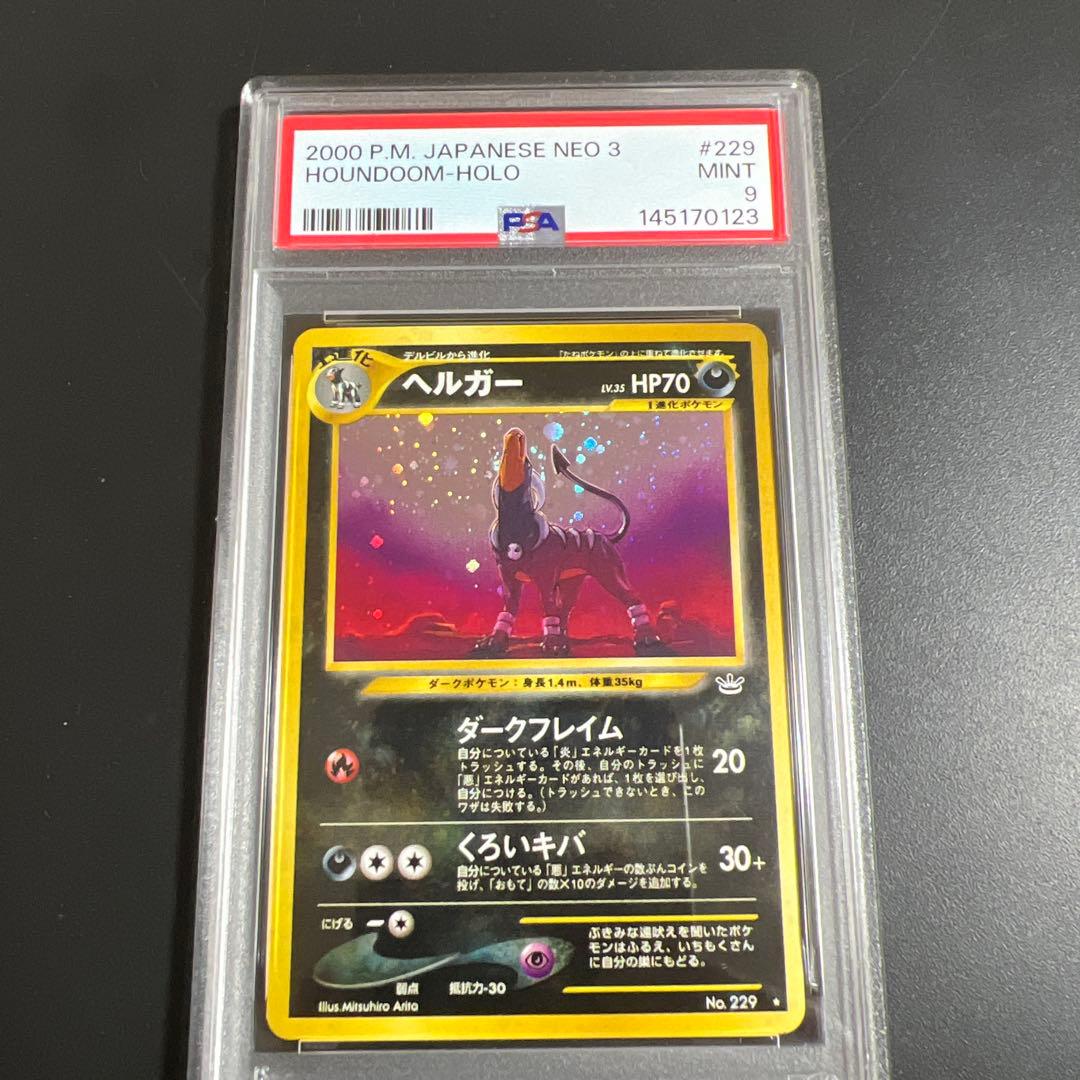 2000 P.M. JAPANESE NEO 3 #229
HOUNDOOM-HOLO MINT
9
PSA 145170123
デルビルから進化 「たねポケモン」の上に重ねて進化させます。
ヘルガー LV.35 HP70
1進化ポケモン
ダークポケモン：身長1.4m、体重35kg
ダークフレイム
自分についている「炎」エネルギーカードを1枚
トラッシュする。その後、自分のトラッシュに
「悪」エネルギーカードがあれば、1枚を選び出し、
自分につける。(トラッシュできないとき、この
ワザは失敗する。)
20
くろいキバ
自分についている「悪」エネルギーの数ぶんコインを
投げ、「おもて」の数×10のダメージを追加する。
30+
にげる
弱点 抵抗力-30
ぶきみな遠吠えを聞いたポケ
モンはふるえ、いちもくさん
に自分の巣にもどる。
Illus.Mitsuhiro Arita No. 229